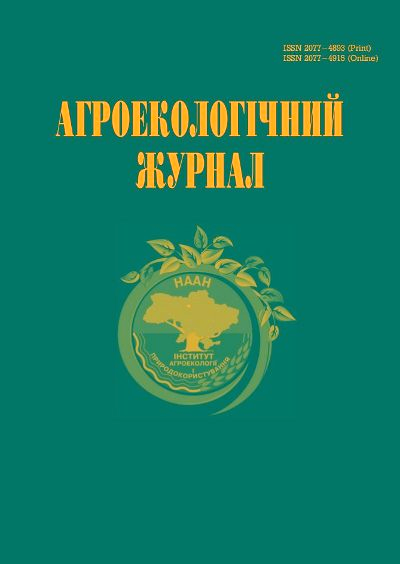 ISSN 2077–4893 (Print)
ISSN 2077–4915 (Online)
АГРОЕКОЛОГІЧНИЙ
ЖУРНАЛ
НААН
ІНСТИТУТ
АГРОЕКОЛОГІЇ
І
ПРИРОДОКОРИСТУВАННЯ